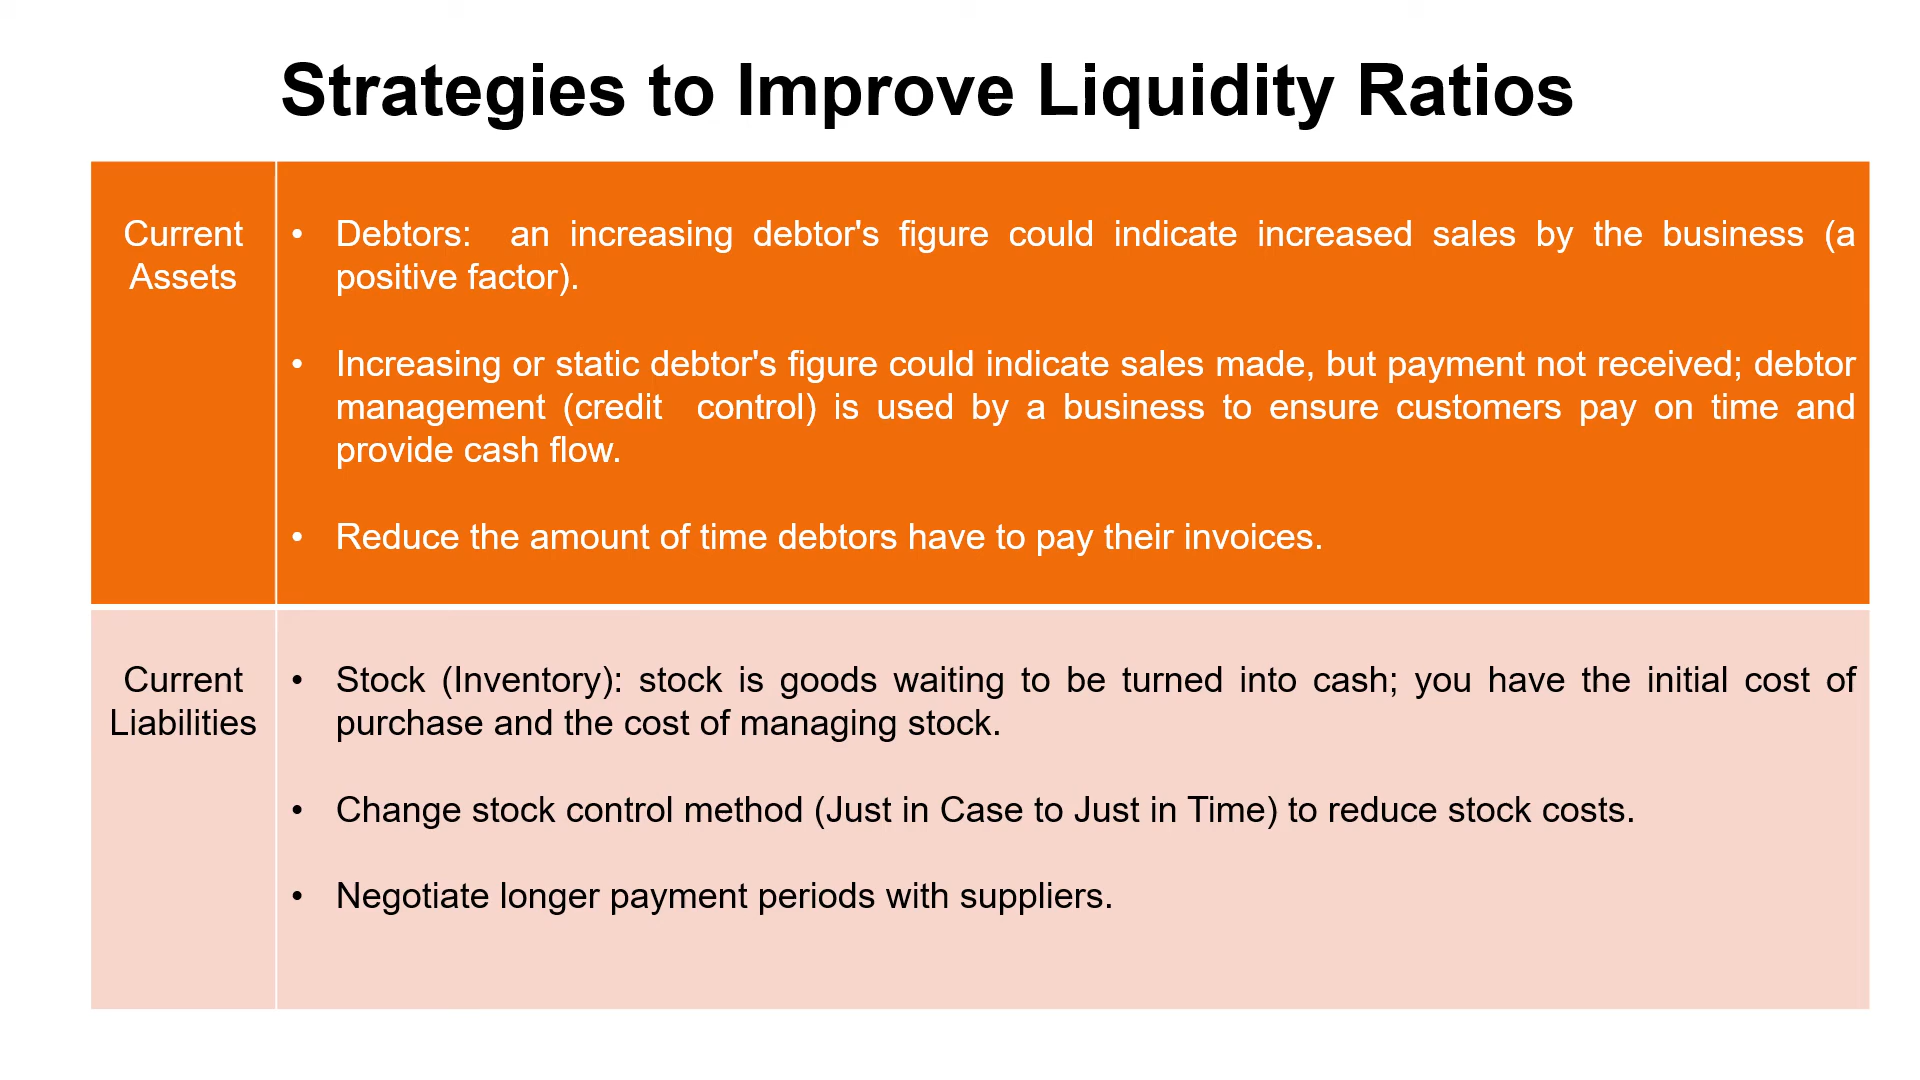 Strategies to Improve Liquidity Ratios
Current
Assets
• Debtors: an increasing debtor's figure could indicate increased sales by the business (a
positive factor).
• Increasing or static debtor's figure could indicate sales made, but payment not received; debtor
management (credit control) is used by a business to ensure customers pay on time and
provide cash flow.
• Reduce the amount of time debtors have to pay their invoices.
Current
Liabilities
• Stock (Inventory): stock is goods waiting to be turned into cash; you have the initial cost of
purchase and the cost of managing stock.
• Change stock control method (Just in Case to Just in Time) to reduce stock costs.
• Negotiate longer payment periods with suppliers.